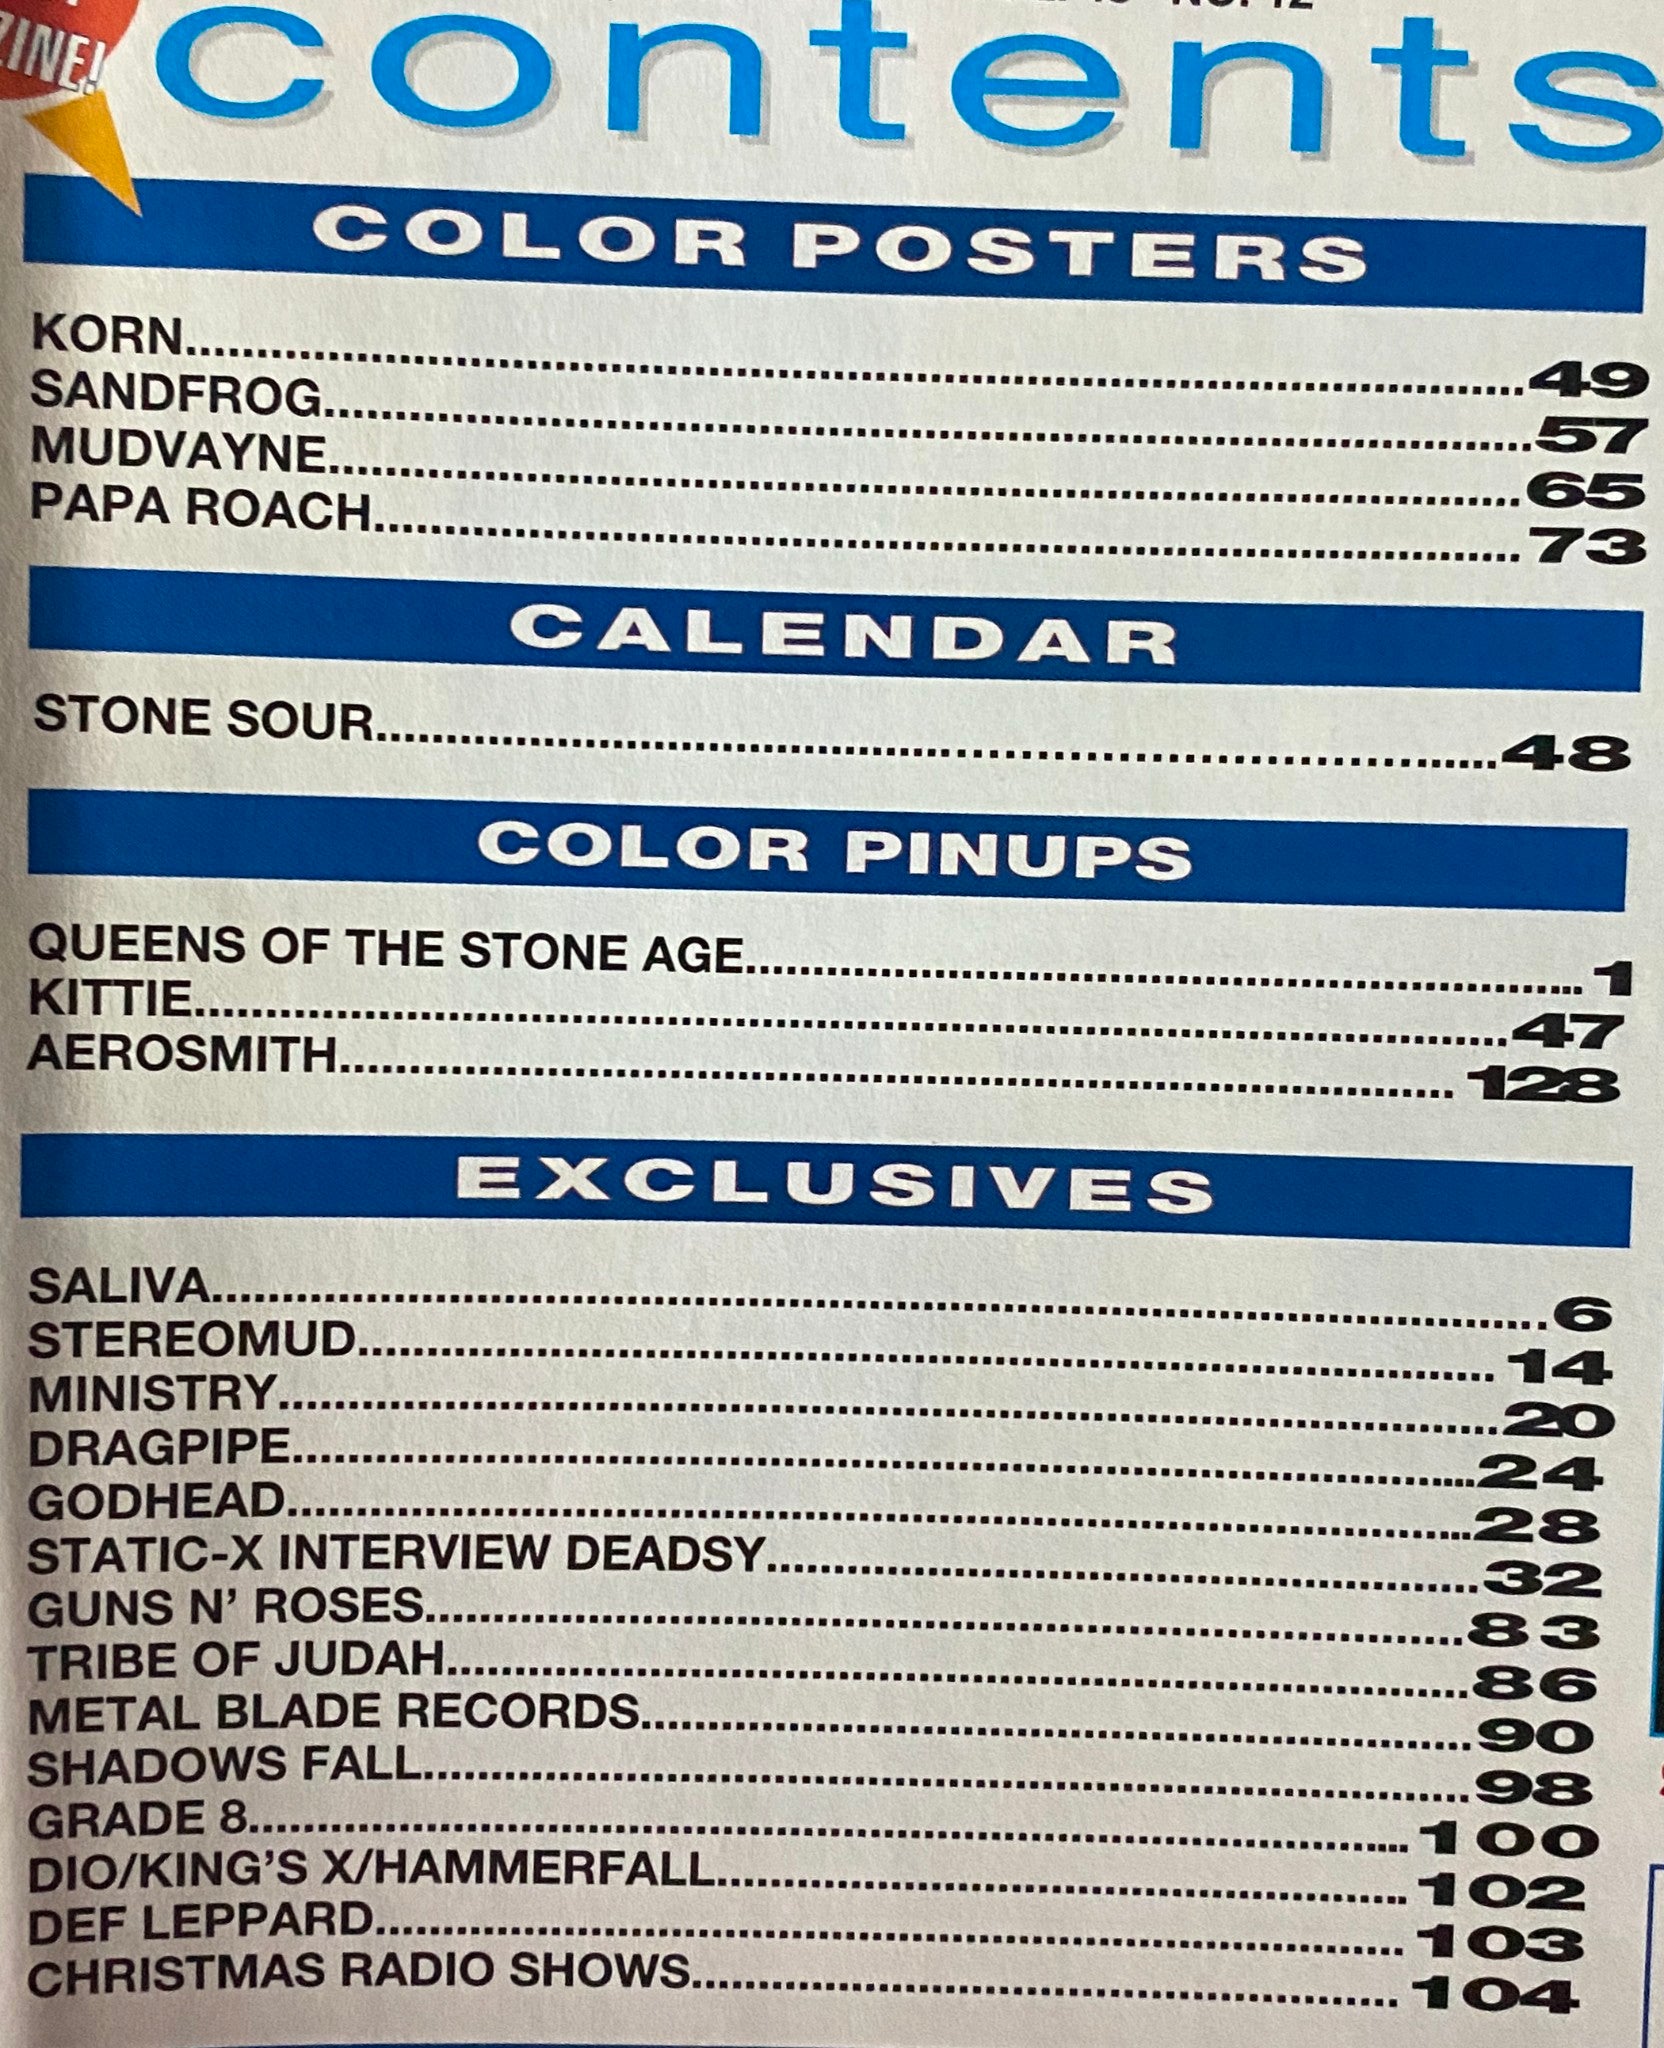 ZINE!
NO. 12
contents
COLOR POSTERS
KORN........49
SANDFROG........57
MUDVAYNE........65
PAPA ROACH........73
CALENDAR
STONE SOUR........48
COLOR PINUPS
QUEENS OF THE STONE AGE........1
KITTIE........47
AEROSMITH........128
EXCLUSIVES
SALIVA........6
STEREOMUD........14
MINISTRY........20
DRAGPIPE........24
GODHEAD........28
STATIC-X INTERVIEW DEADSY........32
GUNS N' ROSES........83
TRIBE OF JUDAH........86
METAL BLADE RECORDS........90
SHADOWS FALL........98
GRADE 8........100
DIO/KING'S X/HAMMERFALL........102
DEF LEPPARD........103
CHRISTMAS RADIO SHOWS........104